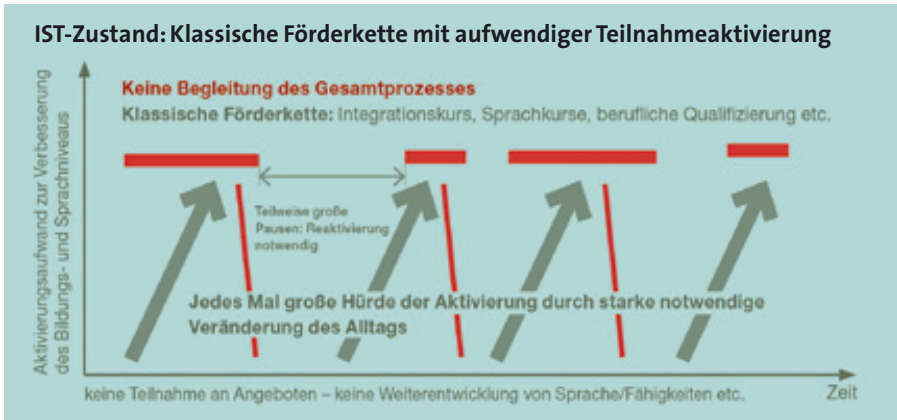 IST-Zustand: Klassische Förderkette mit aufwendiger Teilnahmeaktivierung
Aktivierungsaufwand zur Verbesserung
des Bildungs- und Sprachniveaus
Keine Begleitung des Gesamtprozesses
Klassische Förderkette: Integrationskurs, Sprachkurse, berufliche Qualifizierung etc.
Teilweise große
Pausen: Reaktivierung
notwendig
Jedes Mal große Hürde der Aktivierung durch starke notwendige
Veränderung des Alltags
keine Teilnahme an Angeboten – keine Weiterentwicklung von Sprache/Fähigkeiten etc.
Zeit